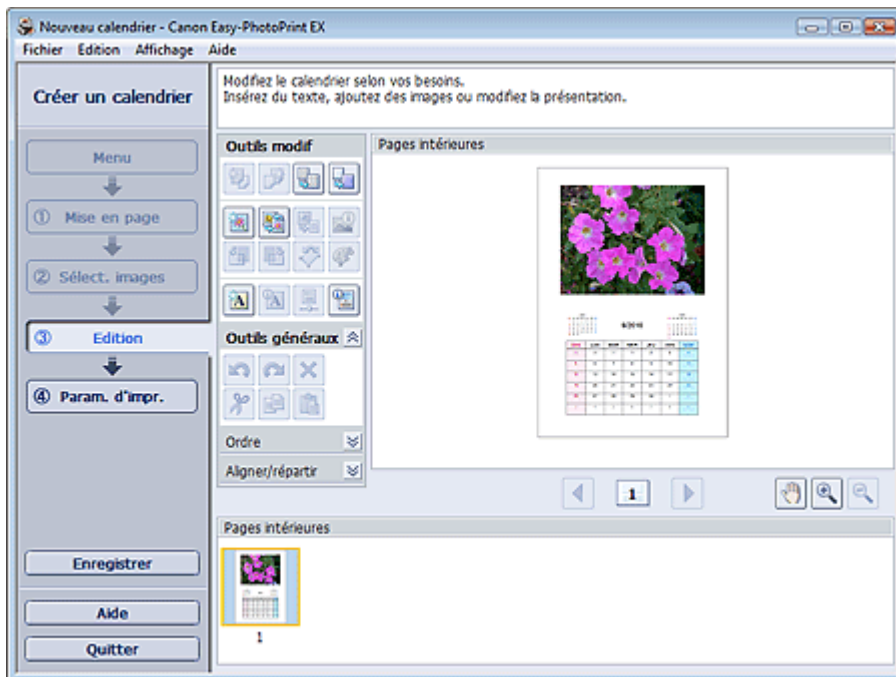 Nouveau calendrier - Canon Easy-PhotoPrint EX
Fichier Edition Affichage Aide
Créer un calendrier
Modifiez le calendrier selon vos besoins.
Insérez du texte, ajoutez des images ou modifiez la présentation.
Menu
① Mise en page
② Sélect. images
③ Edition
④ Param. d'impr.
Enregistrer
Aide
Quitter
Outils modif
Outils généraux
Ordre
Aligner/répartir
Pages intérieures
1
Pages intérieures
1